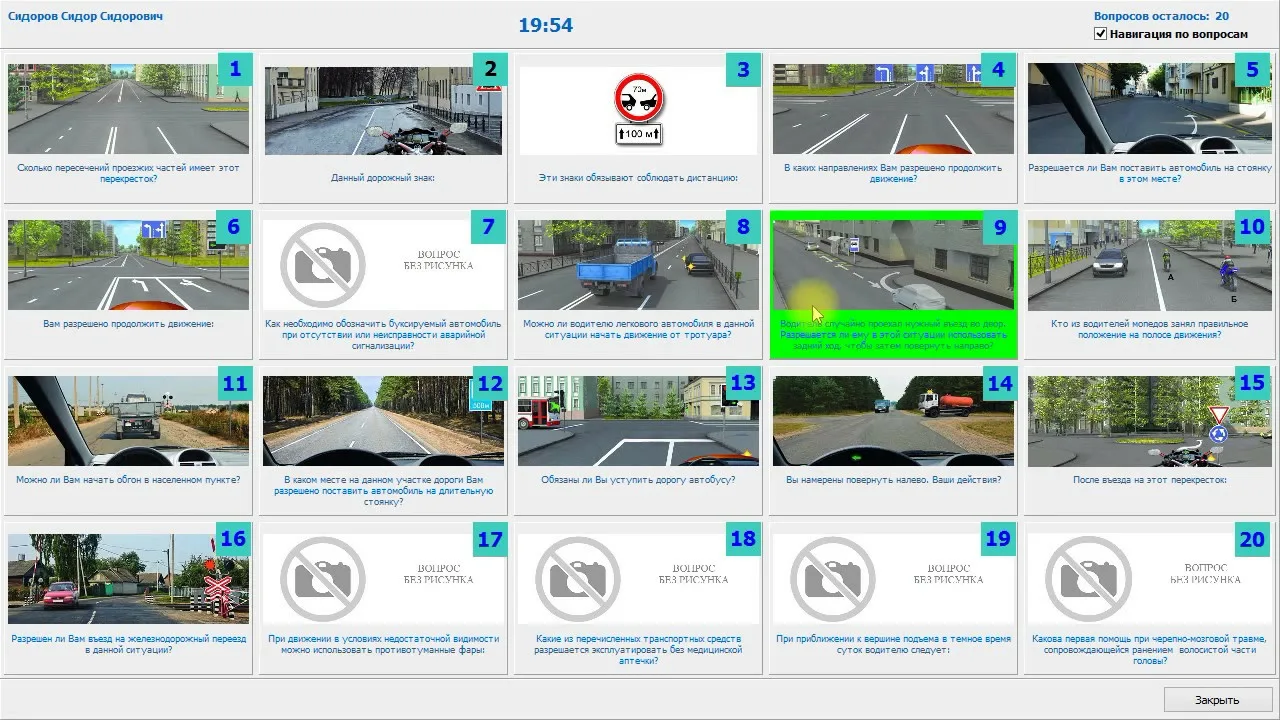 Сидоров Сидор Сидорович
19:54
Вопросов осталось: 20
Навигация по вопросам
1
Сколько пересечений проезжих частей имеет этот
перекресток?
2
Данный дорожный знак:
3
70м
100 м
Эти знаки обязывают соблюдать дистанцию:
4
В каких направлениях Вам разрешено продолжить
движение?
5
Разрешается ли Вам поставить автомобиль на стоянку
в этом месте?
6
Вам разрешено продолжить движение:
7
ВОПРОС
БЕЗ РИСУНКА
Как необходимо обозначить буксируемый автомобиль
при отсутствии или неисправности аварийной
сигнализации?
8
Можно ли водителю легкового автомобиля в данной
ситуации начать движение от тротуара?
9
Водитель случайно проехал нужный въезд во двор.
Разрешается ли ему в этой ситуации использовать
задний ход, чтобы затем повернуть направо?
10
А
Б
Кто из водителей мопедов занял правильное
положение на полосе движения?
11
Можно ли Вам начать обгон в населенном пункте?
12
В каком месте на данном участке дороги Вам
разрешено поставить автомобиль на длительную
стоянку?
13
Обязаны ли Вы уступить дорогу автобусу?
14
Вы намерены повернуть налево. Ваши действия?
15
После въезда на этот перекресток:
16
Разрешен ли Вам въезд на железнодорожный переезд
в данной ситуации?
17
ВОПРОС
БЕЗ РИСУНКА
При движении в условиях недостаточной видимости
можно использовать противотуманные фары:
18
ВОПРОС
БЕЗ РИСУНКА
Какие из перечисленных транспортных средств
разрешается эксплуатировать без медицинской
аптечки?
19
ВОПРОС
БЕЗ РИСУНКА
При приближении к вершине подъема в темное время
суток водителю следует:
20
ВОПРОС
БЕЗ РИСУНКА
Какова первая помощь при черепно-мозговой травме,
сопровождающейся ранением волосистой части
головы?
Закрыть